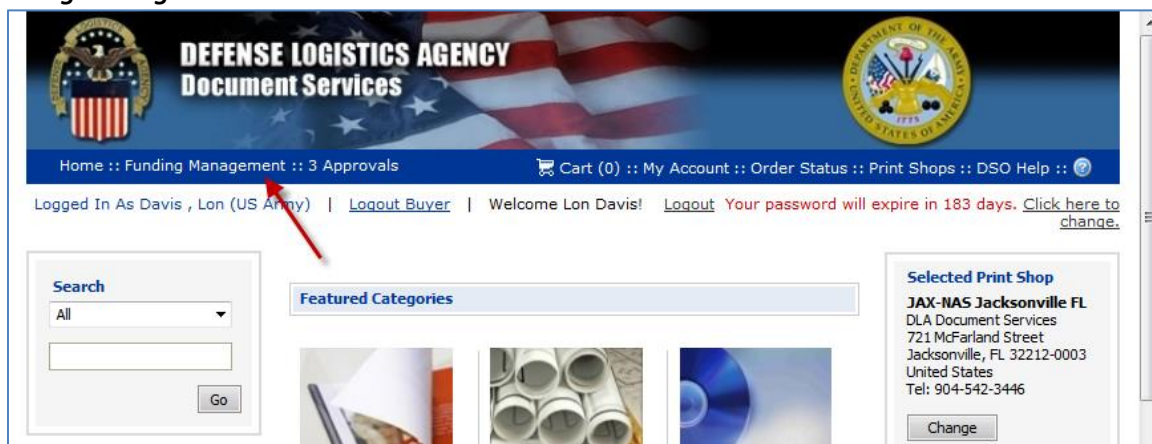 DEFENSE LOGISTICS AGENCY
Document Services
Home :: Funding Management :: 3 Approvals
Cart (0) :: My Account :: Order Status :: Print Shops :: DSO Help ::
Logged In As Davis , Lon (US Army) | Logout Buyer | Welcome Lon Davis! Logout Your password will expire in 183 days. Click here to
change.
Search
All
Go
Featured Categories
Selected Print Shop
JAX-NAS Jacksonville FL
DLA Document Services
721 McFarland Street
Jacksonville, FL 32212-0003
United States
Tel: 904-542-3446
Change